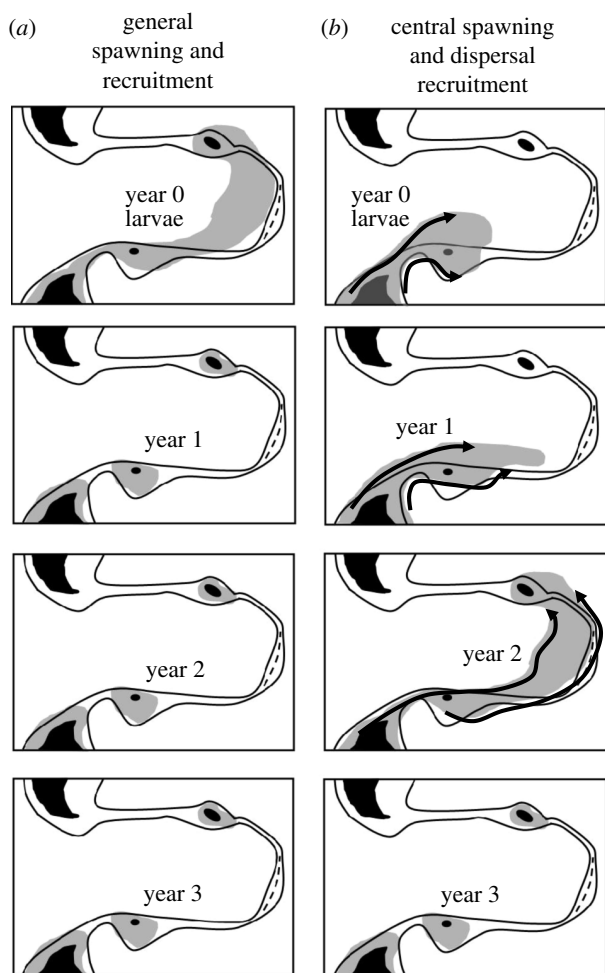 (a)
general
spawning and
recruitment
(b)
central spawning
and dispersal
recruitment
year 0
larvae
year 0
larvae
year 1
year 1
year 2
year 2
year 3
year 3